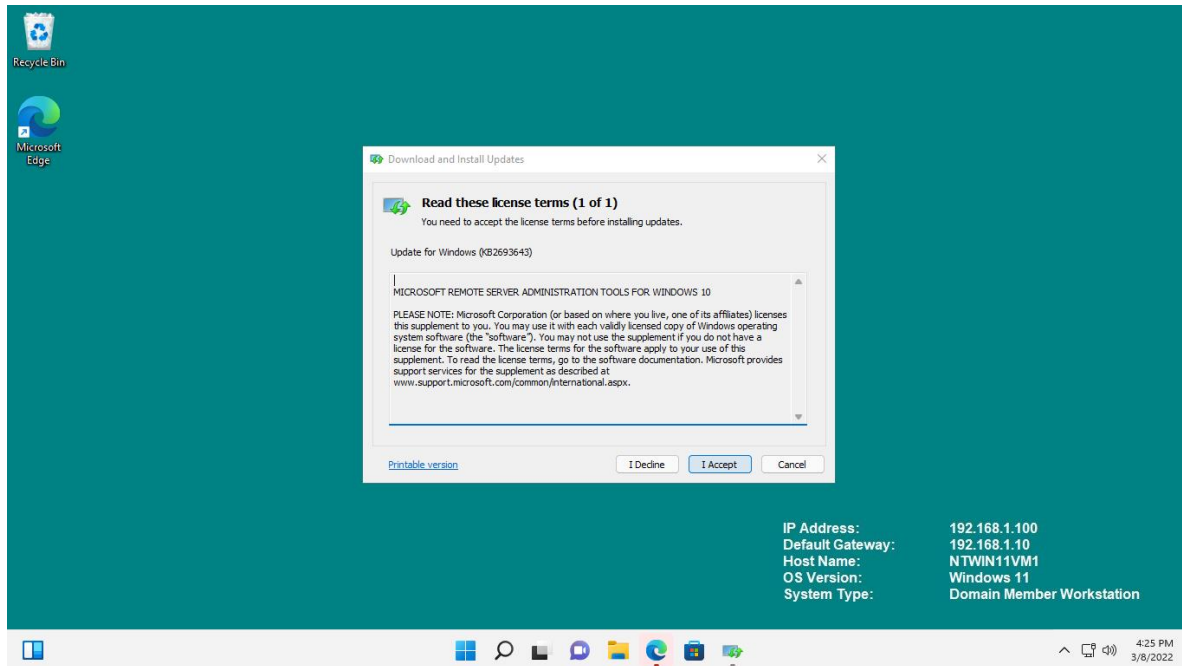 Recycle Bin
Microsoft
Edge
Download and Install Updates
Read these license terms (1 of 1)
You need to accept the license terms before installing updates.
Update for Windows (KB2693643)
MICROSOFT REMOTE SERVER ADMINISTRATION TOOLS FOR WINDOWS 10
PLEASE NOTE: Microsoft Corporation (or based on where you live, one of its affiliates) licenses
this supplement to you. You may use it with each validly licensed copy of Windows operating
system software (the "software"). You may not use the supplement if you do not have a
license for the software. The license terms for the software apply to your use of this
supplement. To read the license terms, go to the software documentation. Microsoft provides
support services for the supplement as described at
www.support.microsoft.com/common/international.aspx.
Printable version
I Decline
I Accept
Cancel
IP Address: 192.168.1.100
Default Gateway: 192.168.1.10
Host Name: NTWIN11VM1
OS Version: Windows 11
System Type: Domain Member Workstation
4:25 PM
3/8/2022